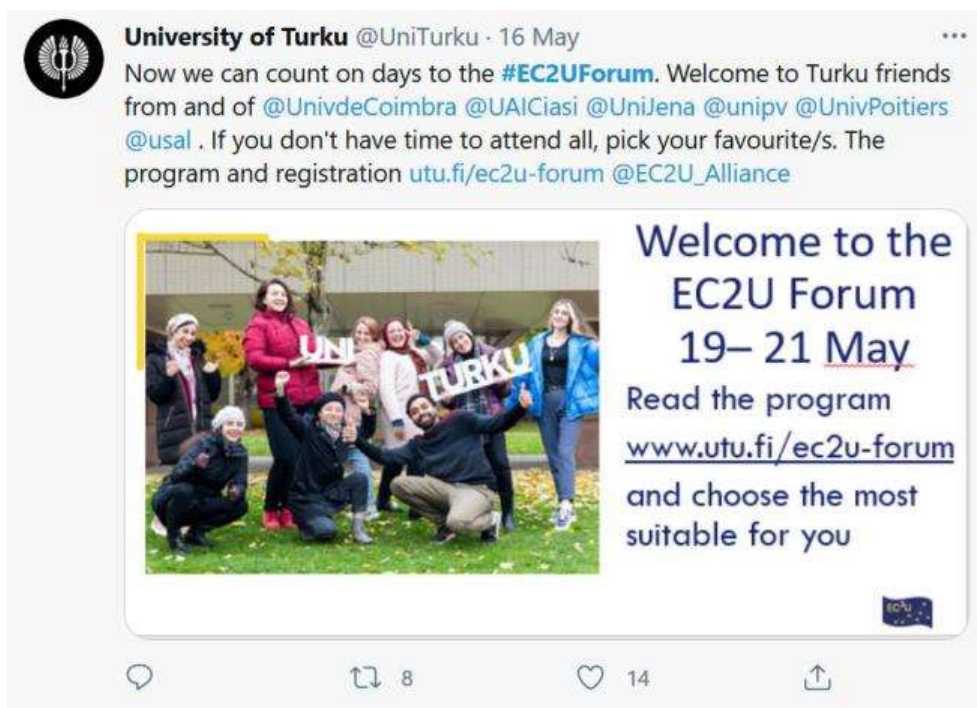 University of Turku @UniTurku · 16 May
Now we can count on days to the #EC2UForum. Welcome to Turku friends
from and of @UnivdeCoimbra @UAICiasi @UniJena @unipv @UnivPoitiers
@usal . If you don't have time to attend all, pick your favourite/s. The
program and registration utu.fi/ec2u-forum @EC2U_Alliance
UNI
TURKU
Welcome to the
EC2U Forum
19– 21 May
Read the program
www.utu.fi/ec2u-forum
and choose the most
suitable for you
EC2U
8
14